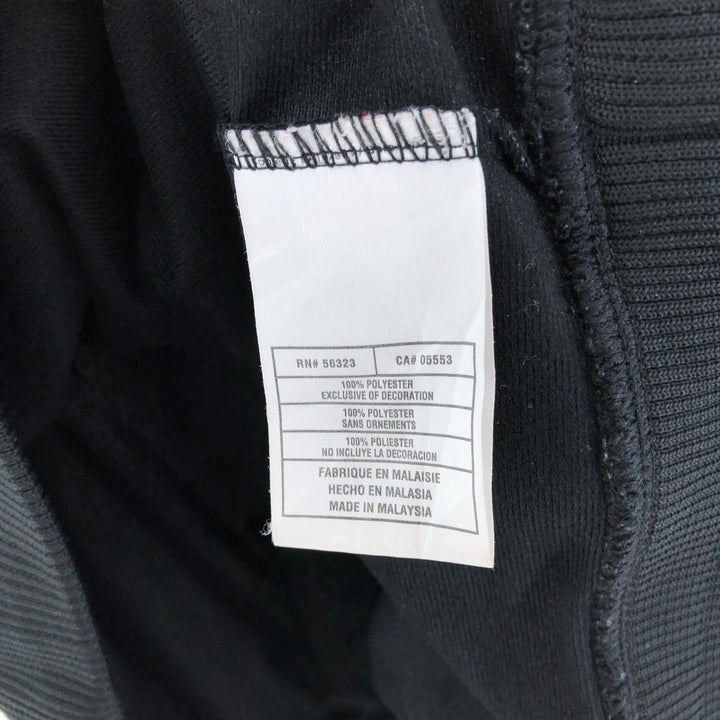 RN# 56323 CA# 05553
100% POLYESTER
EXCLUSIVE OF DECORATION
100% POLYESTER
SANS ORNEMENTS
100% POLIESTER
NO INCLUYE LA DECORACION
FABRIQUE EN MALAISIE
HECHO EN MALASIA
MADE IN MALAYSIA